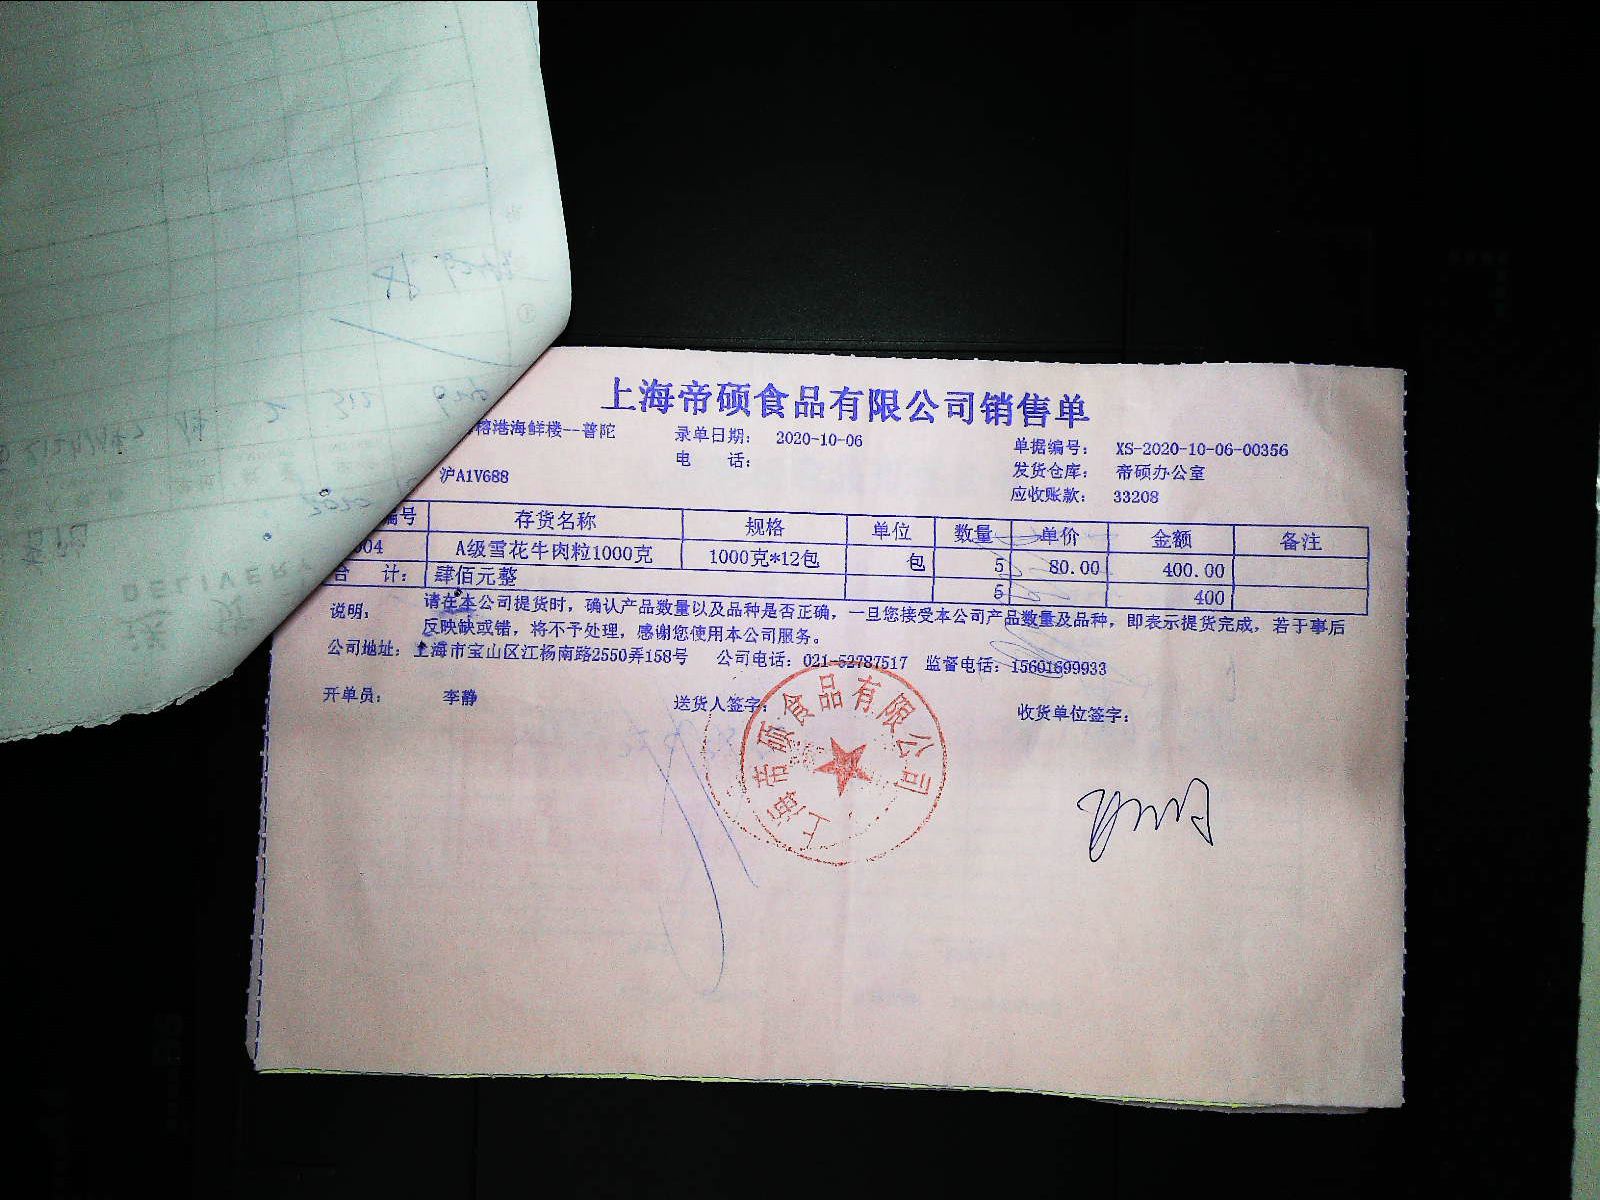 上海帝硕食品有限公司销售单
榕港海鲜楼--普陀 录单日期: 2020-10-06 单据编号: XS-2020-10-06-00356
电 话: 发货仓库: 帝硕办公室
沪A1V688 应收账款: 33208
编号 存货名称 规格 单位 数量 单价 金额 备注
004 A级雪花牛肉粒1000克 1000克*12包 包 5 80.00 400.00
合 计: 肆佰元整 5 400
说明: 请在本公司提货时,确认产品数量以及品种是否正确,一旦您接受本公司产品数量及品种,即表示提货完成,若于事后
反映缺或错,将不予处理,感谢您使用本公司服务。
公司地址: 上海市宝山区江杨南路2550弄158号 公司电话: 021-52787517 监督电话: 15601699933
开单员: 李静 送货人签字: 收货单位签字:
上海帝硕食品有限公司
DELIVERY